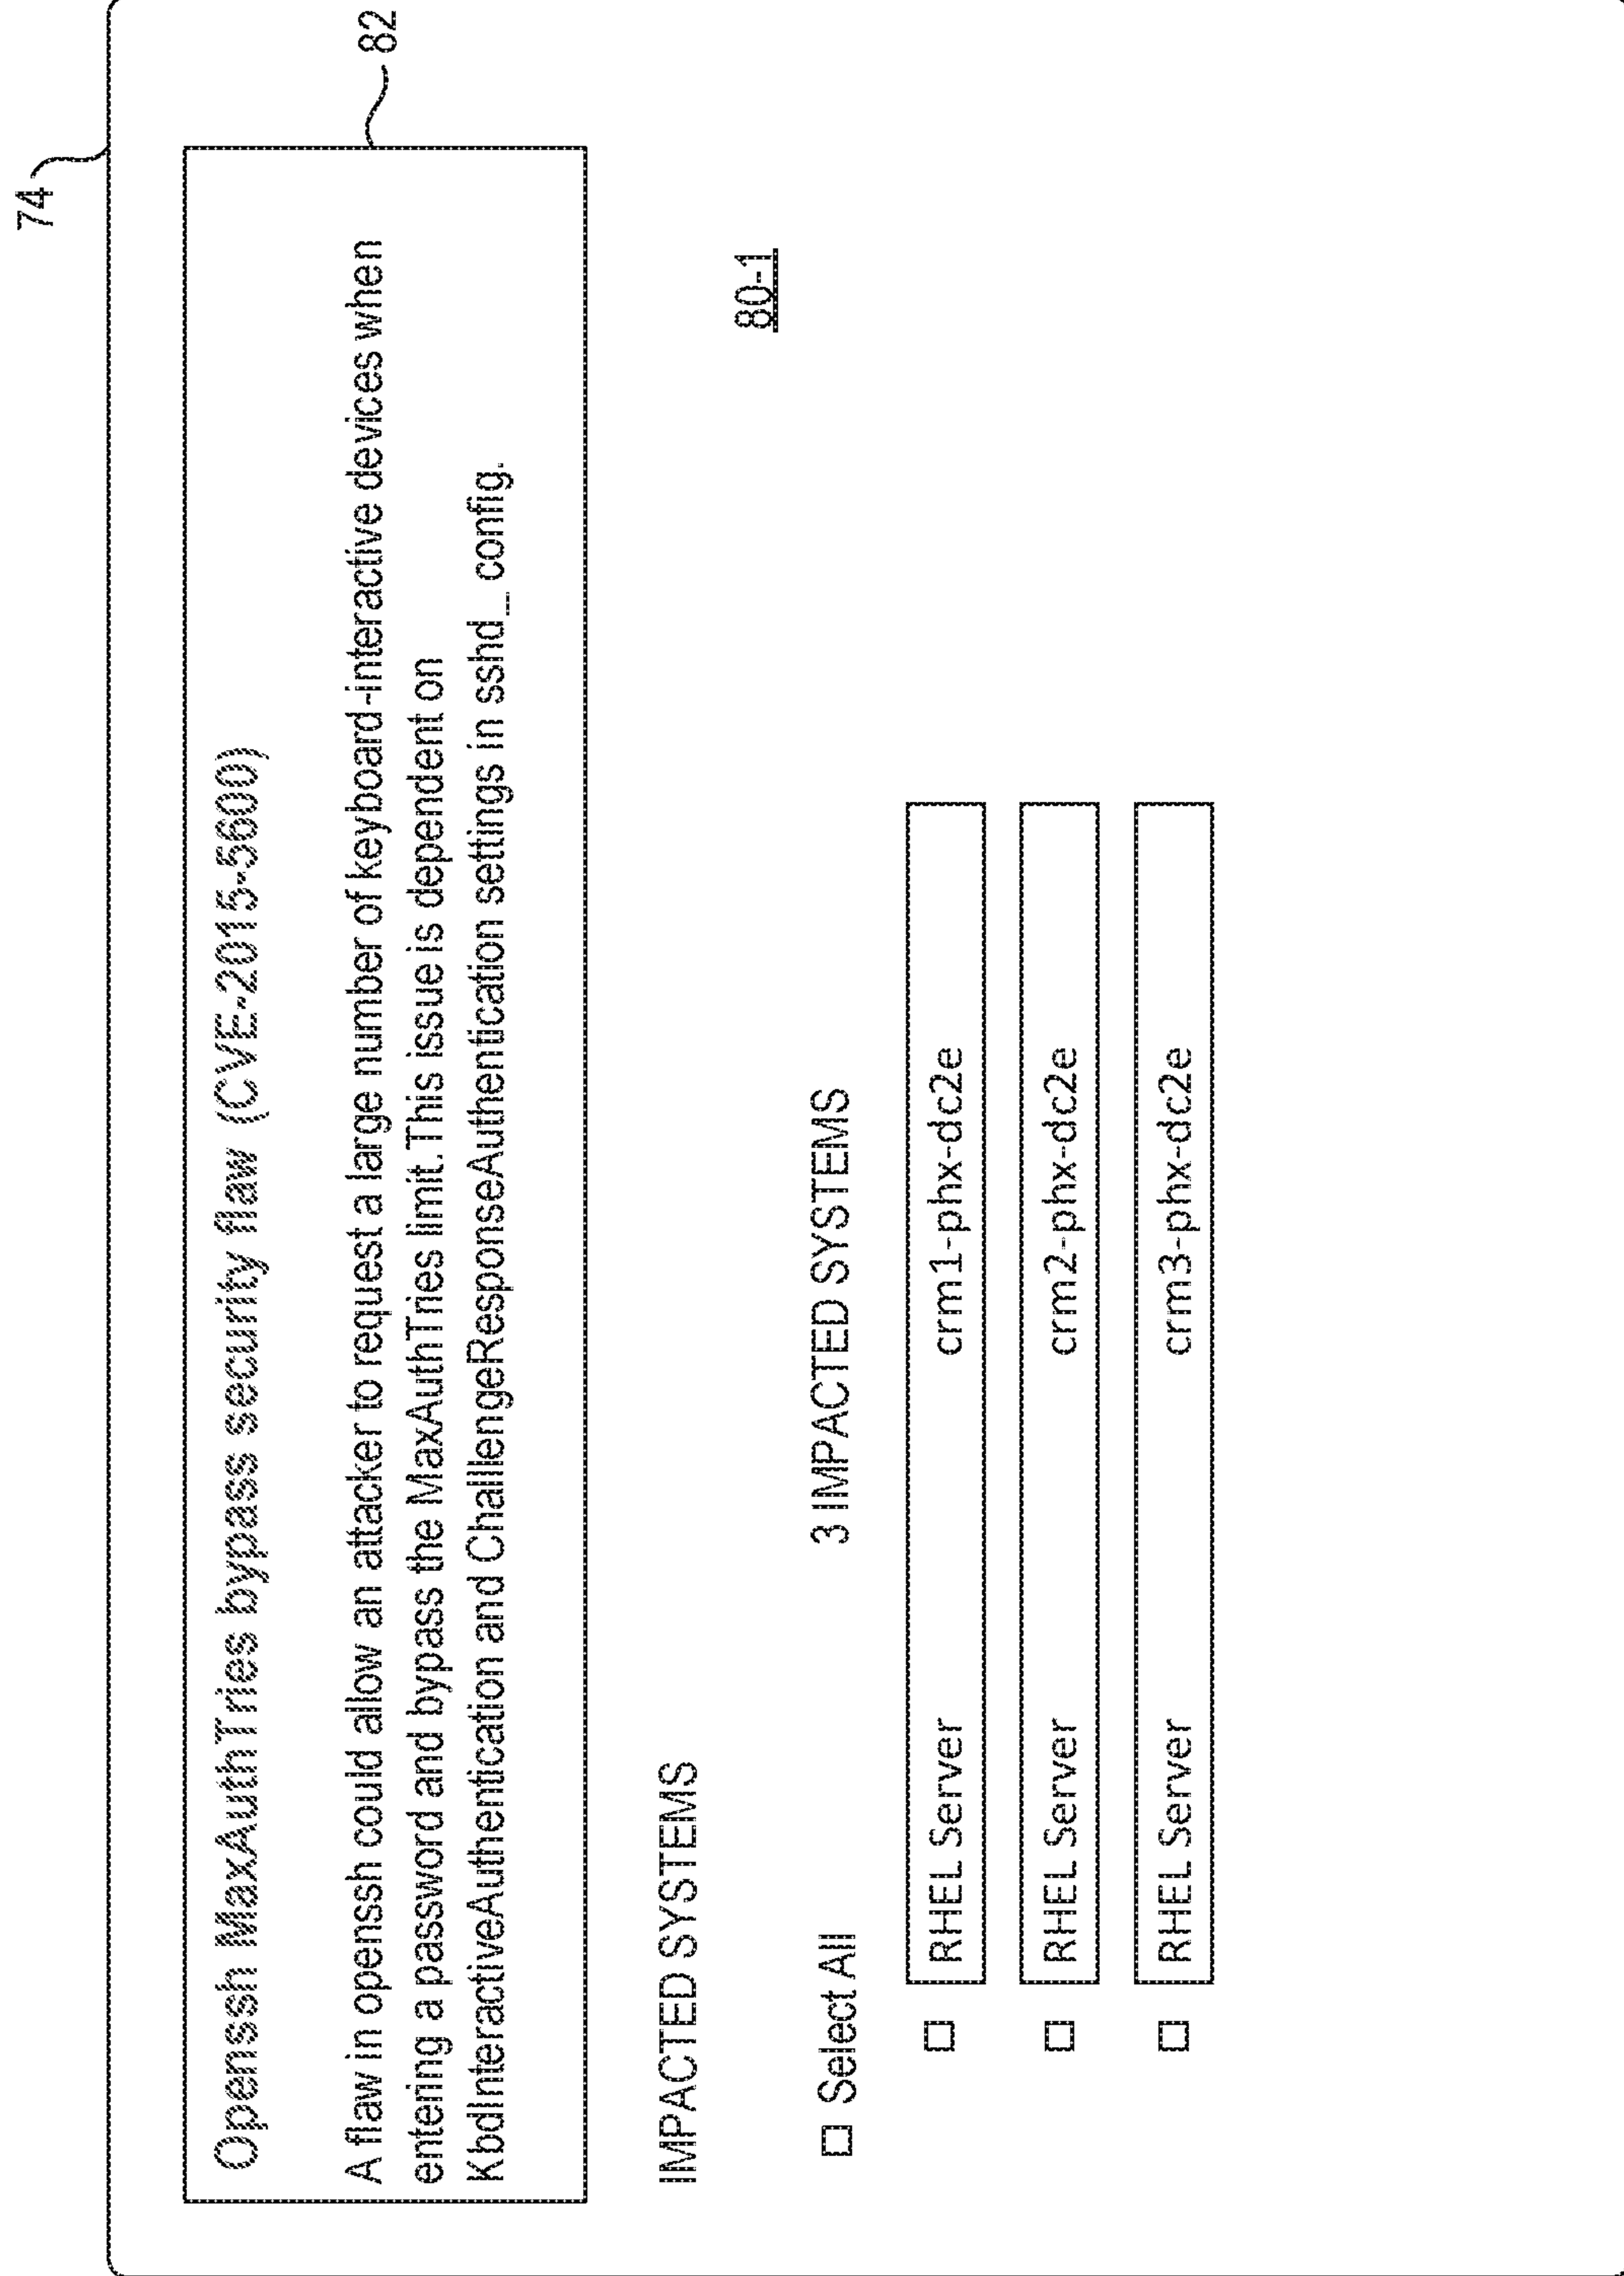 74
82
Openssh MaxAuthTries bypass security flaw (CVE-2015-5600)
A flaw in openssh could allow an attacker to request a large number of keyboard-interactive devices when
entering a password and bypass the MaxAuthTries limit.This issue is dependent on
KbdInteractiveAuthentication and ChallengeResponseAuthentication settings in sshd_ config.
IMPACTED SYSTEMS
80-1
Select All 3 IMPACTED SYSTEMS
RHEL Server crm1-phx-dc2e
RHEL Server crm2-phx-dc2e
RHEL Server crm3-phx-dc2e